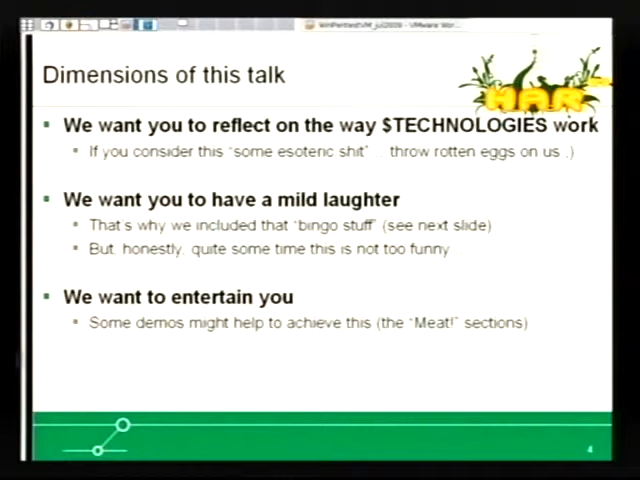 Dimensions of this talk
HAR
We want you to reflect on the way $TECHNOLOGIES work
If you consider this "some esoteric shit" .. throw rotten eggs on us ;)
We want you to have a mild laughter
That's why we included that "bingo stuff" (see next slide)
But, honestly, quite some time this is not too funny
We want to entertain you
Some demos might help to achieve this (the "Meat!" sections)
4